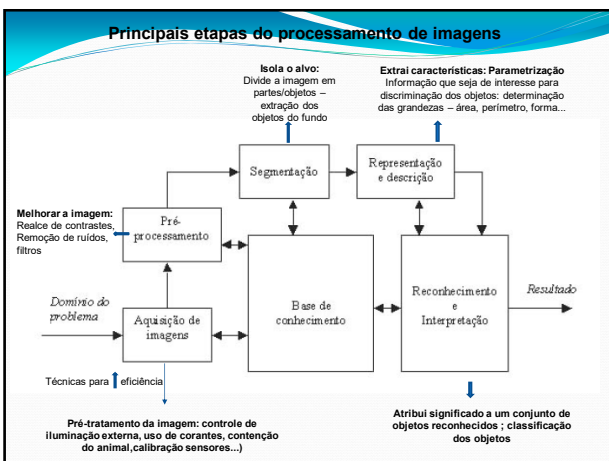 Principais etapas do processamento de imagens
Isola o alvo:
Divide a imagem em
partes/objetos –
extração dos
objetos do fundo
Extrai características: Parametrização
Informação que seja de interesse para
discriminação dos objetos: determinação
das grandezas – área, perímetro, forma...
Segmentação
Representação
e descrição
Melhorar a imagem:
Realce de contrastes,
Remoção de ruídos,
filtros
Pré-
processamento
Domínio do
problema
Aquisição de
imagens
Base de
conhecimento
Reconhecimento
e
Interpretação
Resultado
Técnicas para eficiência
Pré-tratamento da imagem: controle de
iluminação externa, uso de corantes, contenção
do animal,calibração sensores...)
Atribui significado a um conjunto de
objetos reconhecidos ; classificação
dos objetos